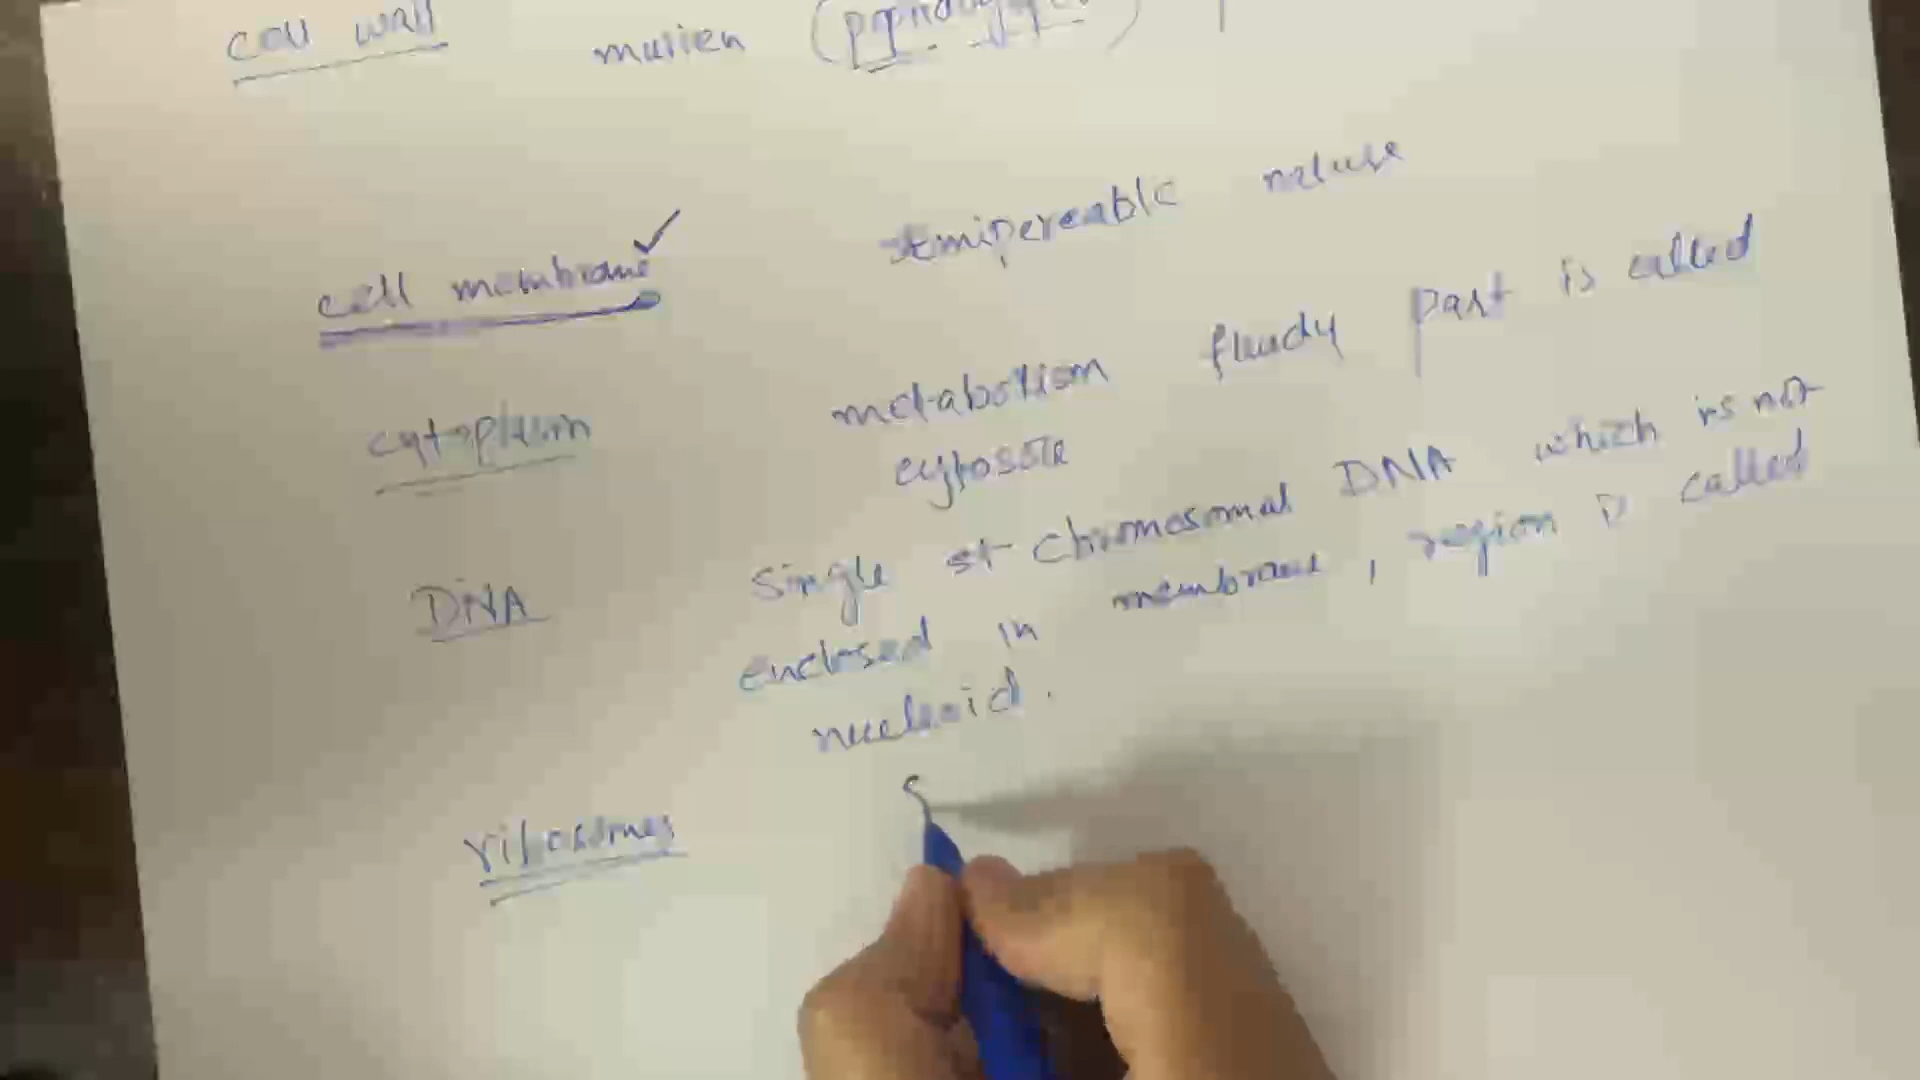 cell wall murien
cell membrane semipereable nature
cytoplasm metabolism fluidy part is called
cytosole
DNA single st chromosomal DNA which is not
enclosed in membrane, region is called
nucleoid.
ribosomes